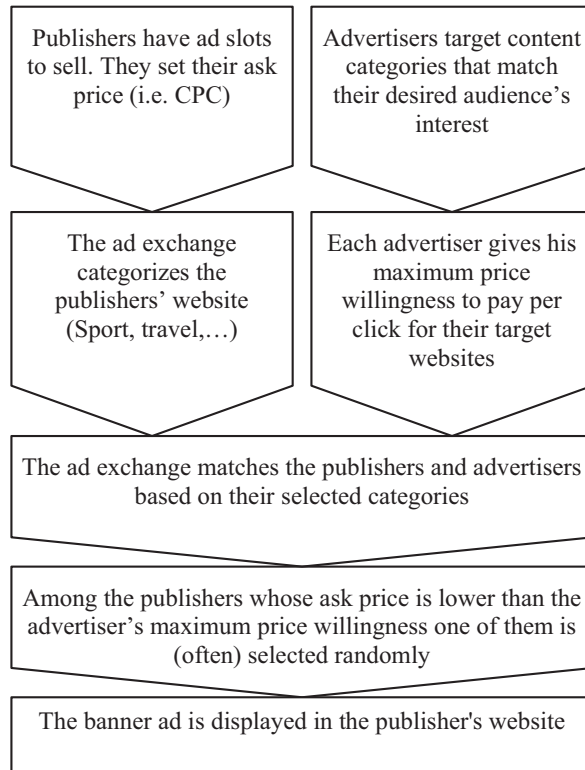 Publishers have ad slots
to sell. They set their ask
price (i.e. CPC)
Advertisers target content
categories that match
their desired audience’s
interest
The ad exchange
categorizes the
publishers’ website
(Sport, travel,…)
Each advertiser gives his
maximum price
willingness to pay per
click for their target
websites
The ad exchange matches the publishers and advertisers
based on their selected categories
Among the publishers whose ask price is lower than the
advertiser’s maximum price willingness one of them is
(often) selected randomly
The banner ad is displayed in the publisher's website